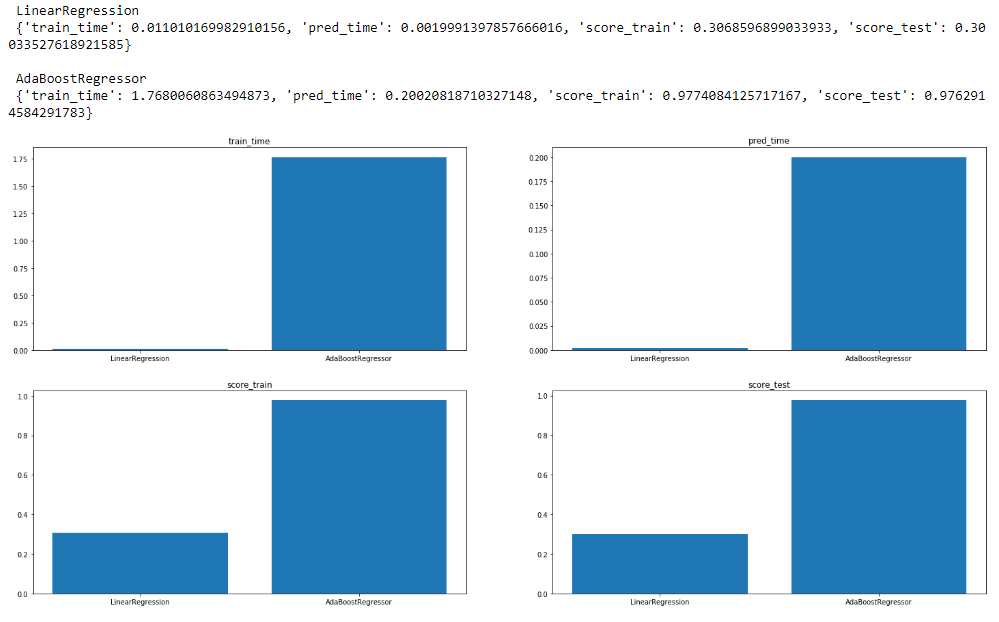 LinearRegression
{'train_time': 0.011010169982910156, 'pred_time': 0.0019991397857666016, 'score_train': 0.3068596899033933, 'score_test': 0.30
033527618921585}
AdaBoostRegressor
{'train_time': 1.7680060863494873, 'pred_time': 0.20020818710327148, 'score_train': 0.9774084125717167, 'score_test': 0.976291
4584291783}
train_time
1.75
1.50
1.25
1.00
0.75
0.50
0.25
0.00
LinearRegression
AdaBoostRegressor
pred_time
0.200
0.175
0.150
0.125
0.100
0.075
0.050
0.025
0.000
LinearRegression
AdaBoostRegressor
score_train
1.0
0.8
0.6
0.4
0.2
0.0
LinearRegression
AdaBoostRegressor
score_test
1.0
0.8
0.6
0.4
0.2
0.0
LinearRegression
AdaBoostRegressor